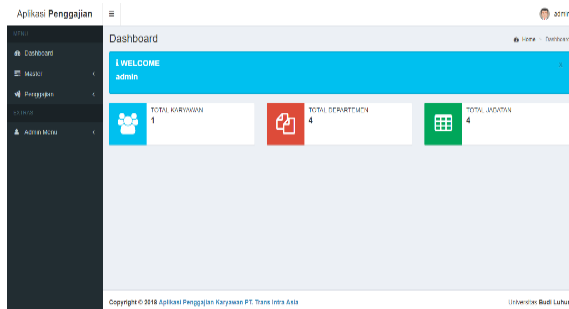 Aplikasi Penggajian
admin
MENU
Dashboard
Master
Penggajian
EXTRAS
Admin Menu
Dashboard
Home
Dashboard
WELCOME
admin
TOTAL KARYAWAN
1
TOTAL DEPARTEMEN
4
TOTAL JABATAN
4
Copyright © 2018 Aplikasi Penggajian Karyawan PT. Trans Intra Asia
Universitas Budi Luhur